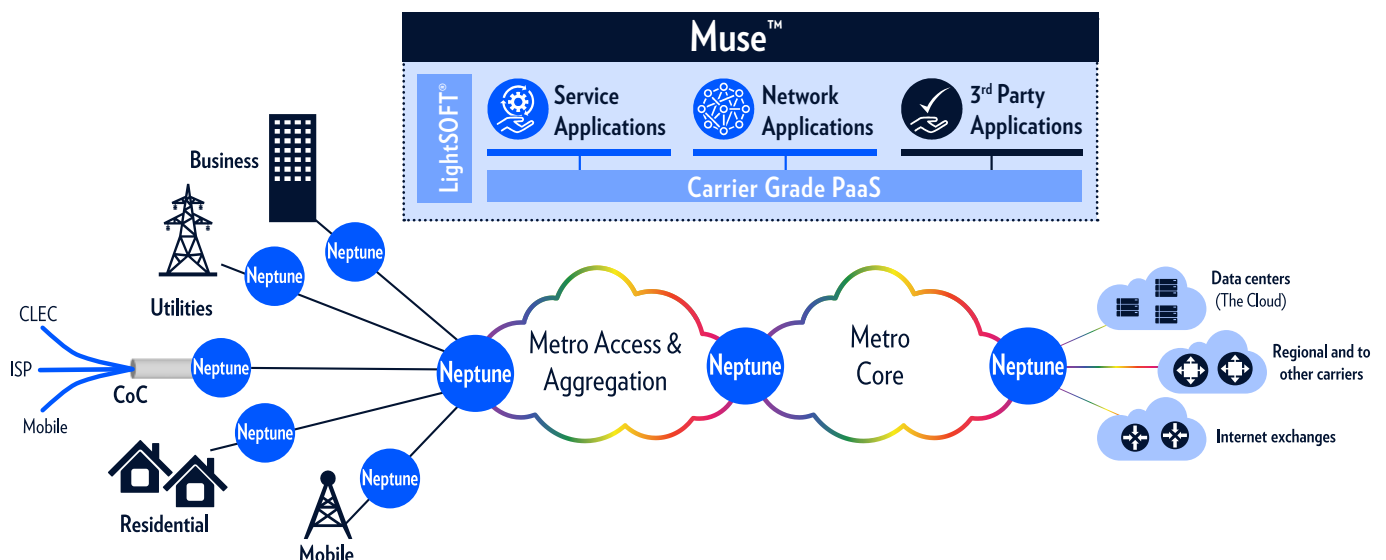 Muse™
LightSOFT®
Service
Applications
Network
Applications
3rd Party
Applications
Carrier Grade PaaS
Business
Neptune
Neptune
Utilities
CLEC
ISP
Mobile
CoC
Neptune
Neptune
Residential
Neptune
Mobile
Neptune
Metro Access &
Aggregation
Neptune
Metro
Core
Neptune
Data centers
(The Cloud)
Regional and to
other carriers
Internet exchanges